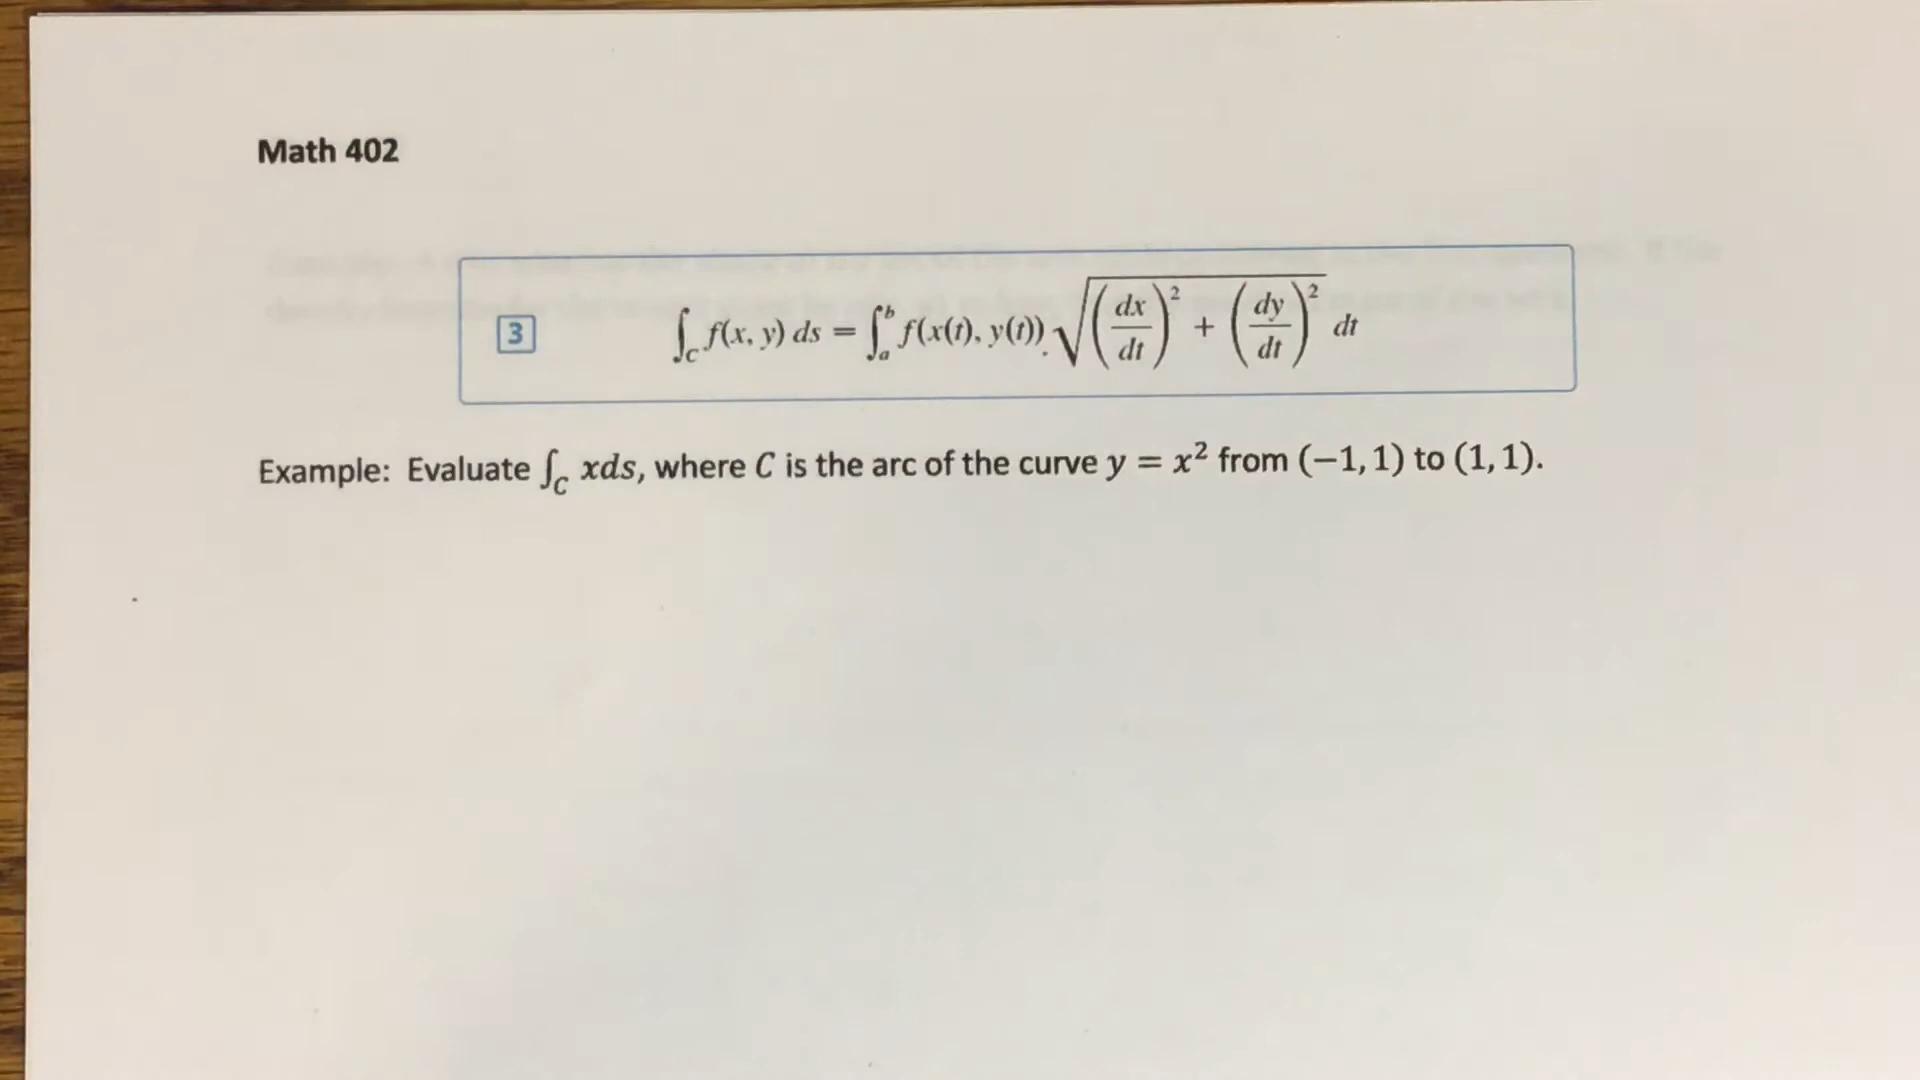 Math 402
3 ∫_C f(x, y) ds = ∫_a^b f(x(t), y(t)) √((dx/dt)² + (dy/dt)²) dt
Example: Evaluate ∫_C xds, where C is the arc of the curve y = x² from (−1, 1) to (1, 1).